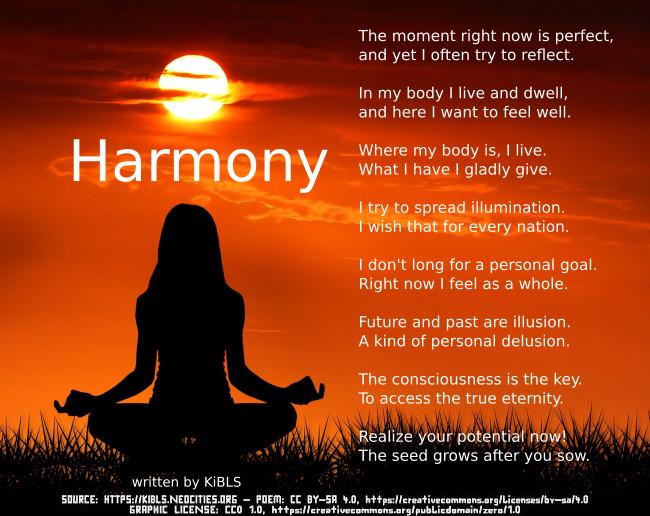 Harmony
The moment right now is perfect,
and yet I often try to reflect.
In my body I live and dwell,
and here I want to feel well.
Where my body is, I live.
What I have I gladly give.
I try to spread illumination.
I wish that for every nation.
I don't long for a personal goal.
Right now I feel as a whole.
Future and past are illusion.
A kind of personal delusion.
The consciousness is the key.
To access the true eternity.
Realize your potential now!
The seed grows after you sow.
written by KiBLS
SOURCE: HTTPS://KIBLS.NEOCITIES.ORG – POEM: CC BY-SA 4.0, https://creativecommons.org/licenses/by-sa/4.0
GRAPHIC LICENSE: CC0 1.0, https://creativecommons.org/publicdomain/zero/1.0